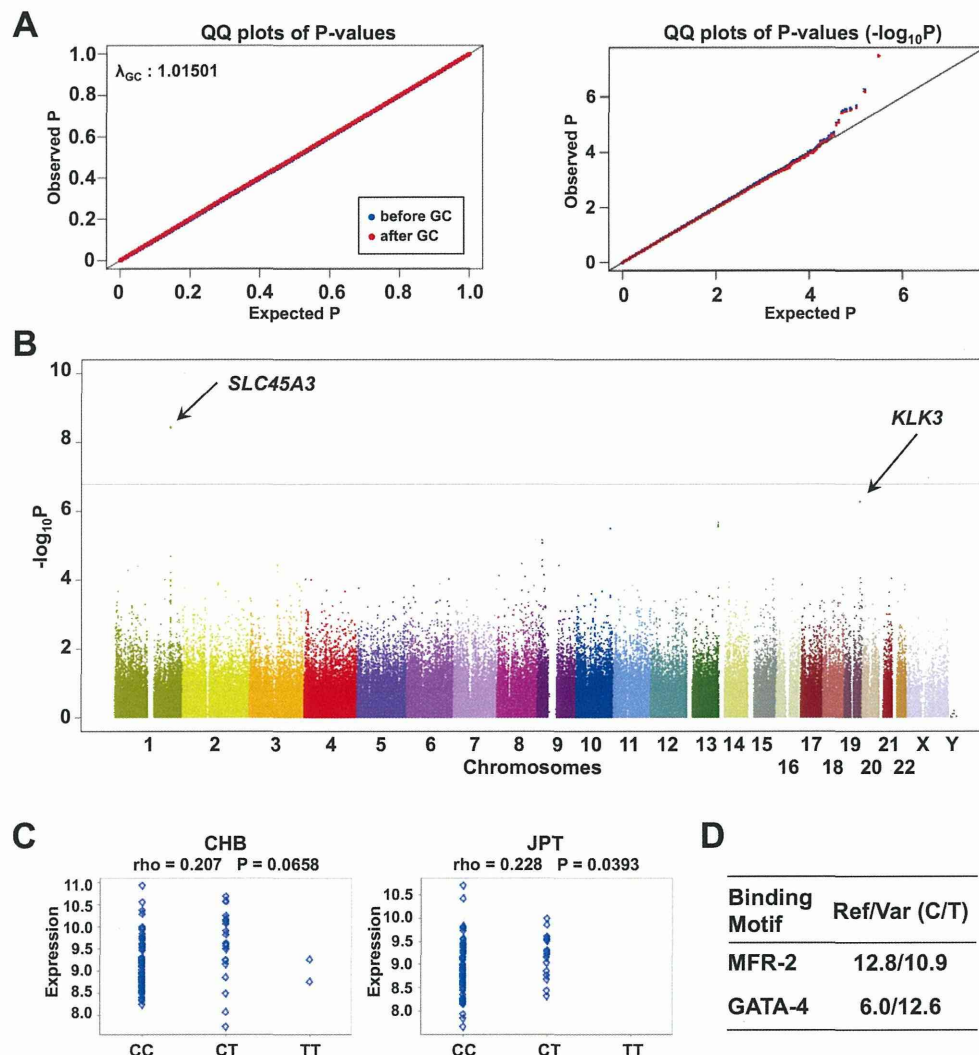 A
QQ plots of P-values
λGC : 1.01501
Observed P
1.0
0.8
0.6
0.4
0.2
0
before GC
after GC
0 0.2 0.4 0.6 0.8 1.0
Expected P
QQ plots of P-values (-log10P)
Observed P
6
4
2
0
0 2 4 6
Expected P
B
SLC45A3
KLK3
-log10P
10
8
6
4
2
0
1 2 3 4 5 6 7 8 9 10 11 12 13 14 15 17 19 21 X Y
16 18 20 22
Chromosomes
C
CHB
rho = 0.207 P = 0.0658
Expression
11.0
10.5
10.0
9.5
9.0
8.5
8.0
CC CT TT
JPT
rho = 0.228 P = 0.0393
Expression
10.5
10.0
9.5
9.0
8.5
8.0
CC CT TT
D
Binding Motif Ref/Var (C/T)
MFR-2 12.8/10.9
GATA-4 6.0/12.6